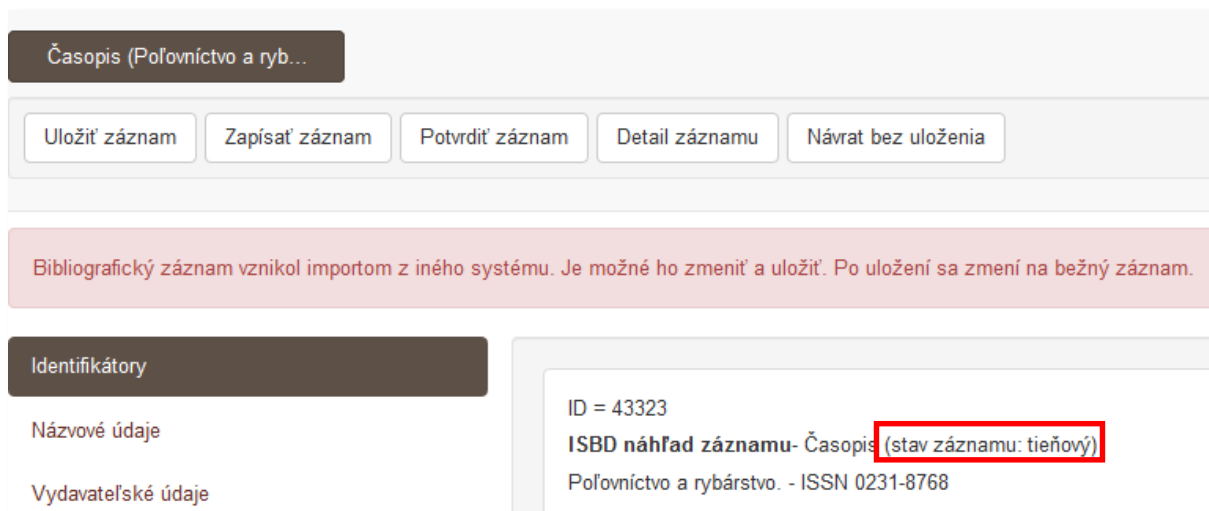 Časopis (Poľovníctvo a ryb...
Uložiť záznam Zapísať záznam Potvrdiť záznam Detail záznamu Návrat bez uloženia
Bibliografický záznam vznikol importom z iného systému. Je možné ho zmeniť a uložiť. Po uložení sa zmení na bežný záznam.
Identifikátory
Názvové údaje
Vydavateľské údaje
ID = 43323
ISBD náhľad záznamu- Časopis (stav záznamu: tieňový)
Poľovníctvo a rybárstvo. - ISSN 0231-8768